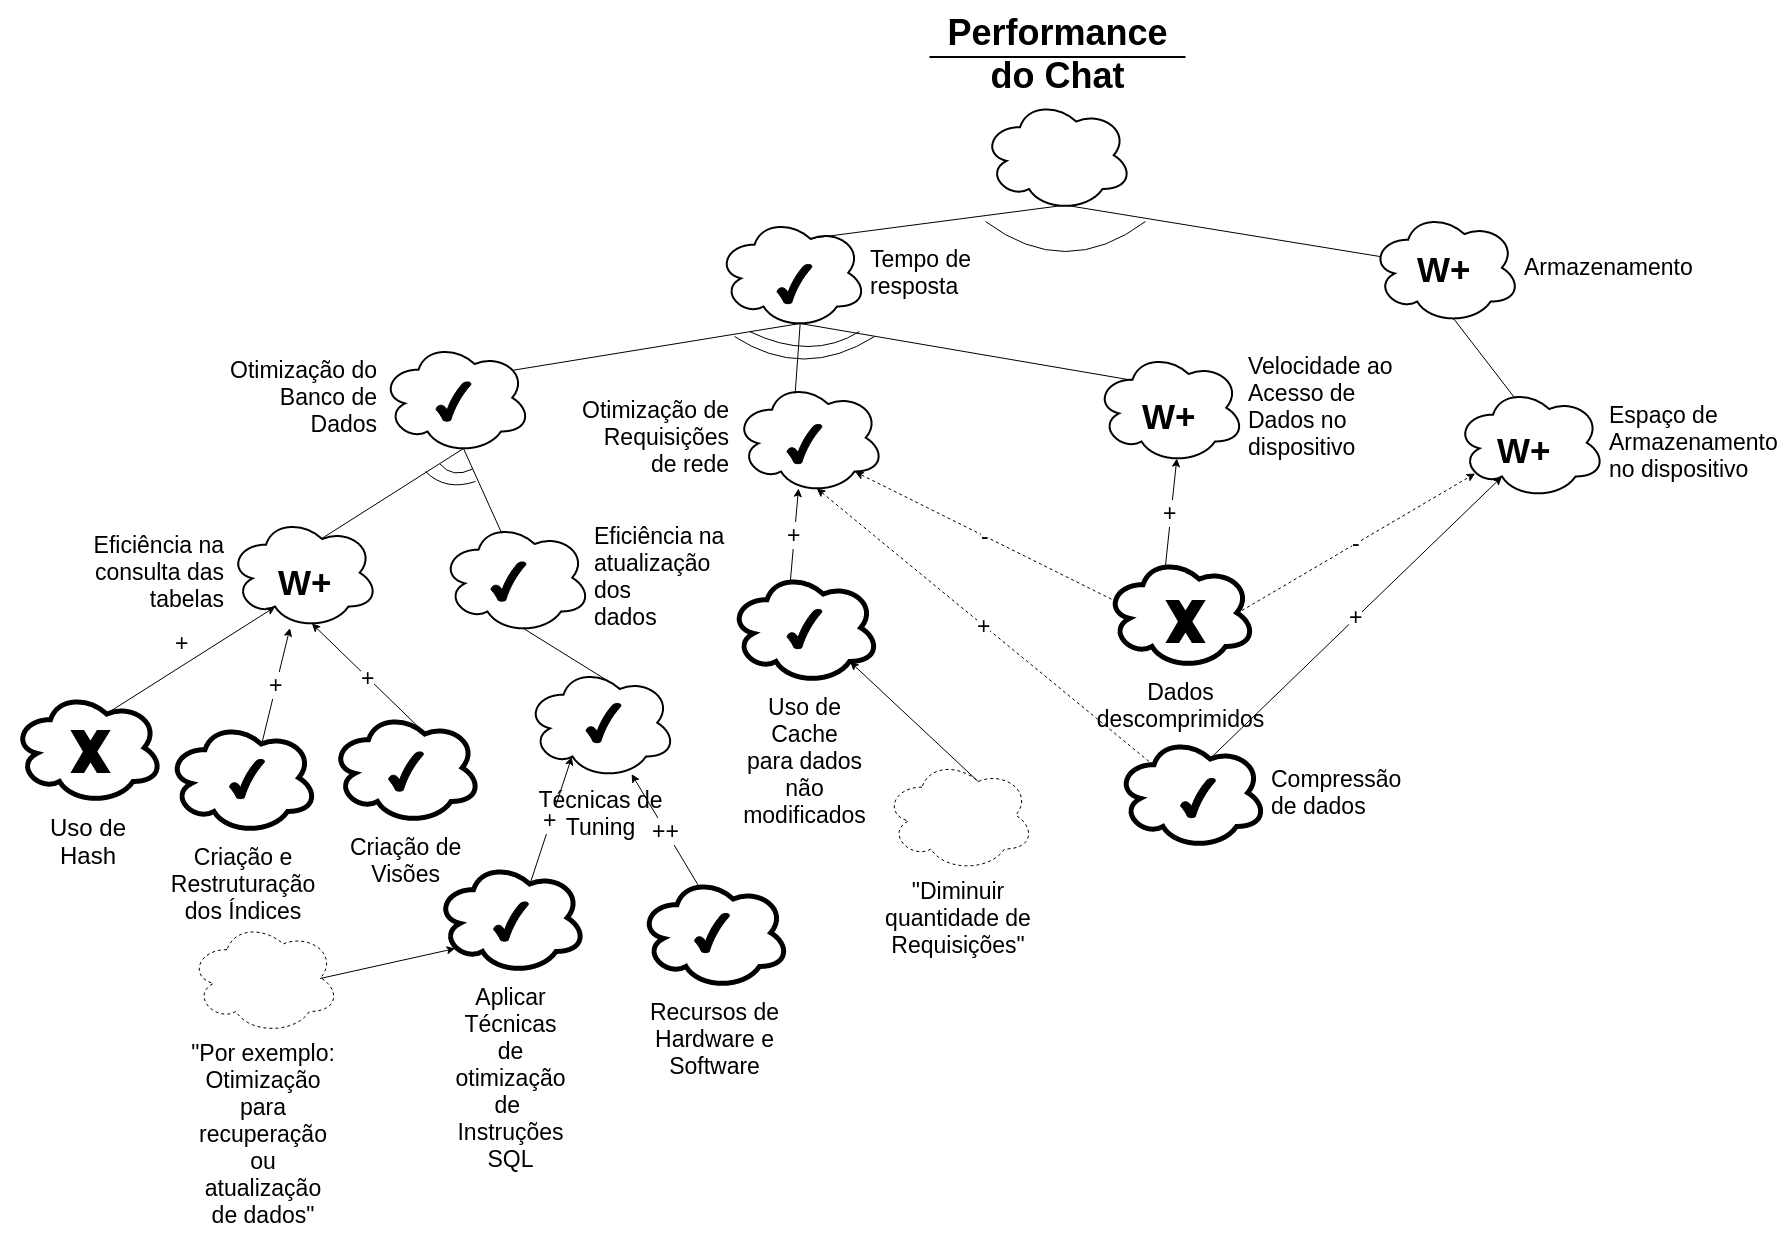 Performance
do Chat
Tempo de
resposta
W+
Armazenamento
Otimização do
Banco de
Dados
Otimização de
Requisições
de rede
W+
Velocidade ao
Acesso de
Dados no
dispositivo
W+
Espaço de
Armazenamento
no dispositivo
Eficiência na
consulta das
tabelas
W+
Eficiência na
atualização
dos
dados
+
+
-
-
+
+
+
+
+
X
Uso de
Hash
Criação e
Restruturação
dos Índices
Criação de
Visões
Técnicas de
Tuning
+
++
Uso de
Cache
para dados
não
modificados
X
Dados
descomprimidos
Compressão
de dados
"Diminuir
quantidade de
Requisições"
Aplicar
Técnicas
de
otimização
de
Instruções
SQL
Recursos de
Hardware e
Software
"Por exemplo:
Otimização
para
recuperação
ou
atualização
de dados"